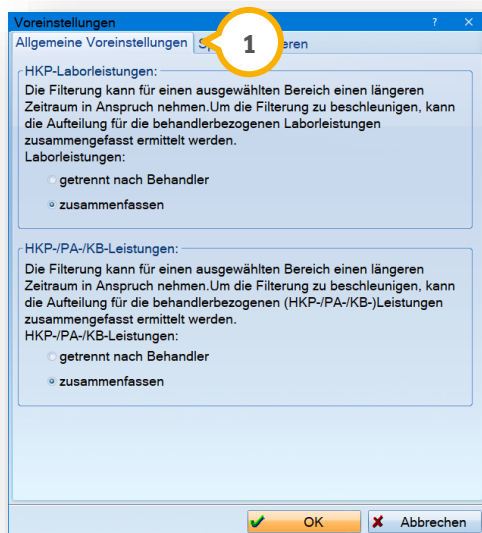 Voreinstellungen ? ×
Allgemeine Voreinstellungen
1
HKP-Laborleistungen:
Die Filterung kann für einen ausgewählten Bereich einen längeren
Zeitraum in Anspruch nehmen.Um die Filterung zu beschleunigen, kann
die Aufteilung für die behandlerbezogenen Laborleistungen
zusammengefasst ermittelt werden.
Laborleistungen:
getrennt nach Behandler
zusammenfassen
HKP-/PA-/KB-Leistungen:
Die Filterung kann für einen ausgewählten Bereich einen längeren
Zeitraum in Anspruch nehmen.Um die Filterung zu beschleunigen, kann
die Aufteilung für die behandlerbezogenen (HKP-/PA-/KB-)Leistungen
zusammengefasst ermittelt werden.
HKP-/PA-/KB-Leistungen:
getrennt nach Behandler
zusammenfassen
OK
Abbrechen